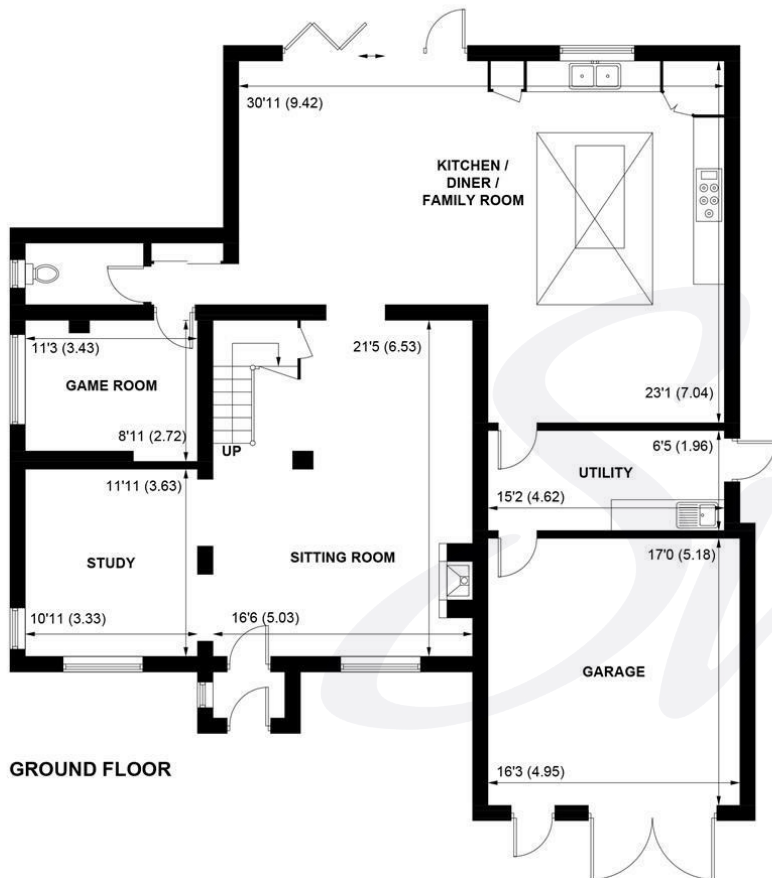 30'11 (9.42)
KITCHEN /
DINER /
FAMILY ROOM
11'3 (3.43)
21'5 (6.53)
GAME ROOM
23'1 (7.04)
8'11 (2.72)
UP
6'5 (1.96)
UTILITY
11'11 (3.63)
15'2 (4.62)
STUDY
SITTING ROOM
17'0 (5.18)
10'11 (3.33)
16'6 (5.03)
GARAGE
GROUND FLOOR
16'3 (4.95)